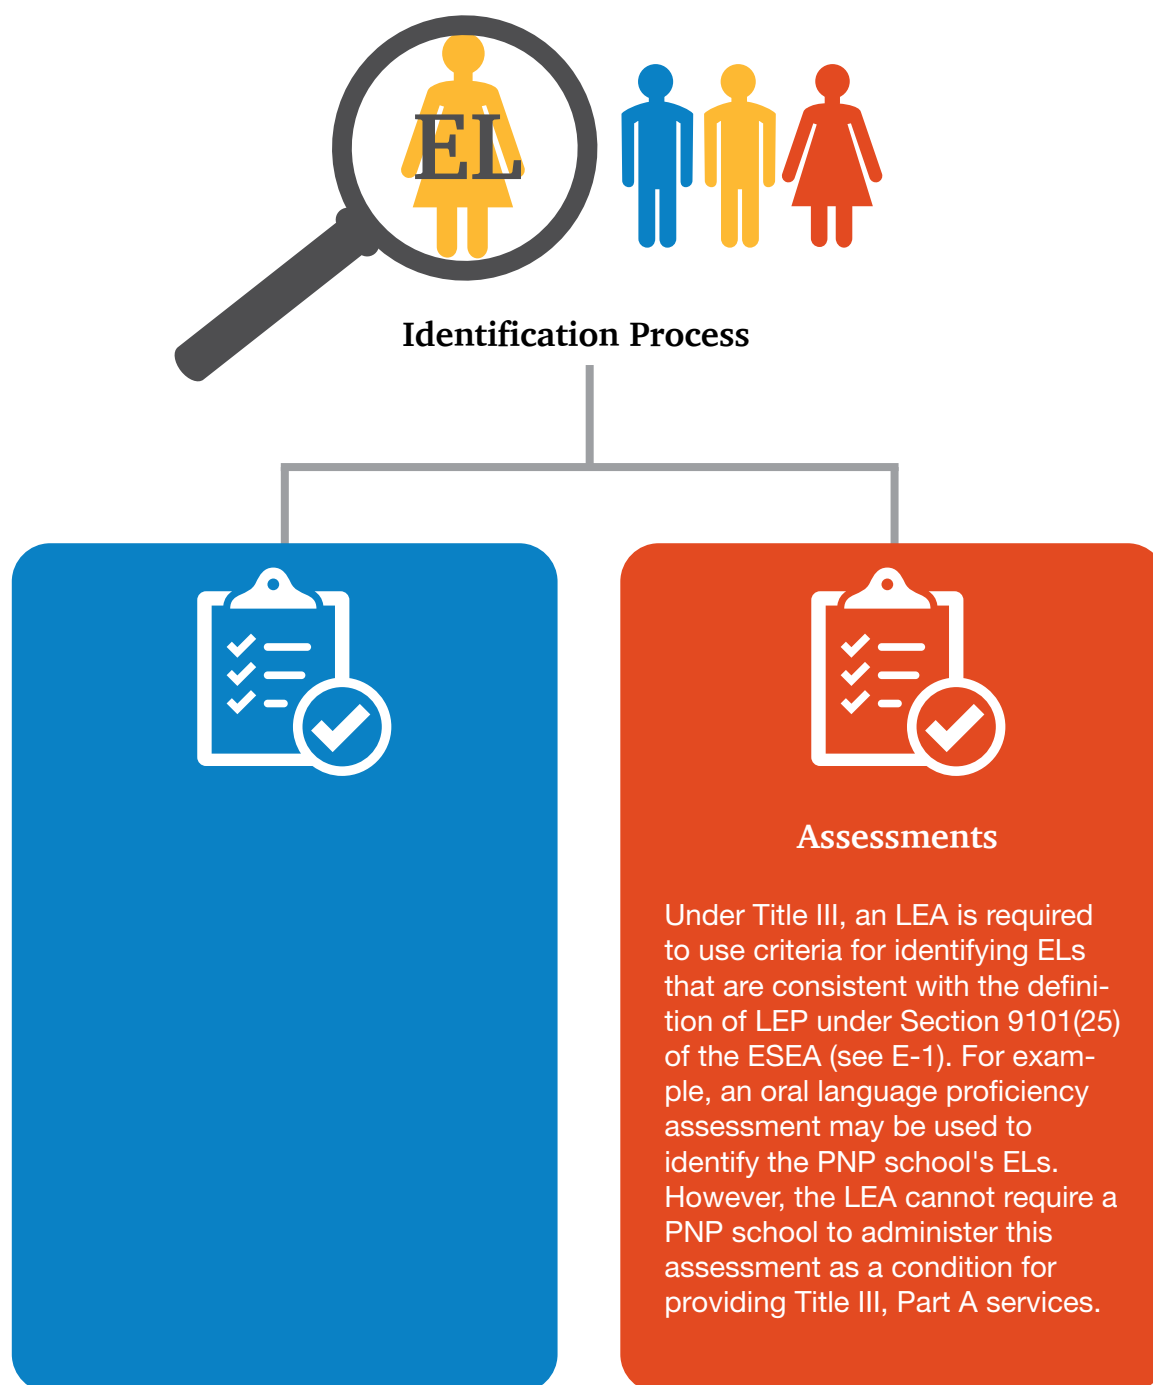 EL
Identification Process
Assessments
Under Title III, an LEA is required
to use criteria for identifying ELs
that are consistent with the defini-
tion of LEP under Section 9101(25)
of the ESEA (see E-1). For exam-
ple, an oral language proficiency
assessment may be used to
identify the PNP school's ELs.
However, the LEA cannot require a
PNP school to administer this
assessment as a condition for
providing Title III, Part A services.